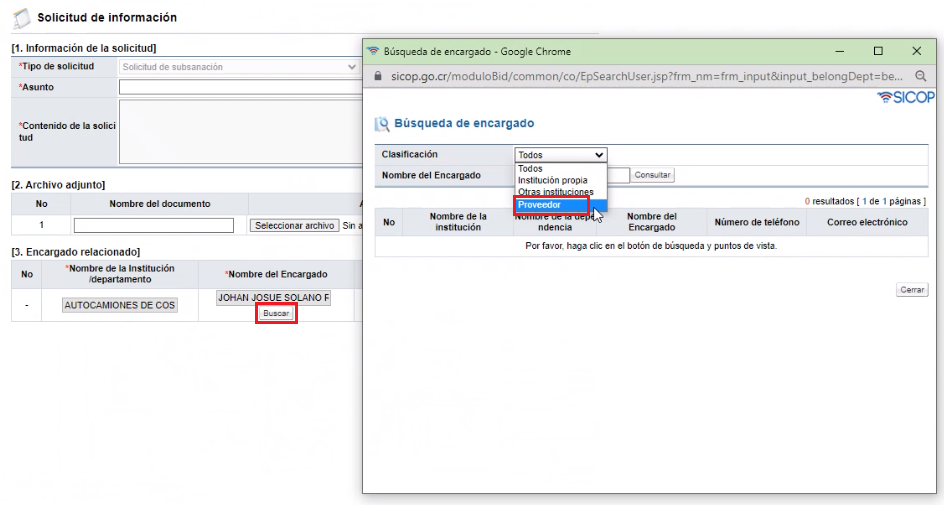 Solicitud de información
[1. Información de la solicitud]
*Tipo de solicitud
Solicitud de subsanación
*Asunto
*Contenido de la solici
tud
[2. Archivo adjunto]
No
Nombre del documento
1
Seleccionar archivo
Sin a
[3. Encargado relacionado]
No
*Nombre de la Institución
/departamento
*Nombre del Encargado
-
AUTOCAMIONES DE COS
JOHAN JOSUE SOLANO F
Buscar
Búsqueda de encargado - Google Chrome
sicop.go.cr/moduloBid/common/co/EpSearchUser.jsp?frm_nm=frm_input&input_belongDept=be...
SICOP
Búsqueda de encargado
Clasificación
Todos
Todos
Institución propia
Otras instituciones
Proveedor
Nombre del Encargado
Consultar
0 resultados [ 1 de 1 páginas ]
No
Nombre de la
institución
Nombre de la depe
ndencia
Nombre del
Encargado
Número de teléfono
Correo electrónico
Por favor, haga clic en el botón de búsqueda y puntos de vista.
Cerrar